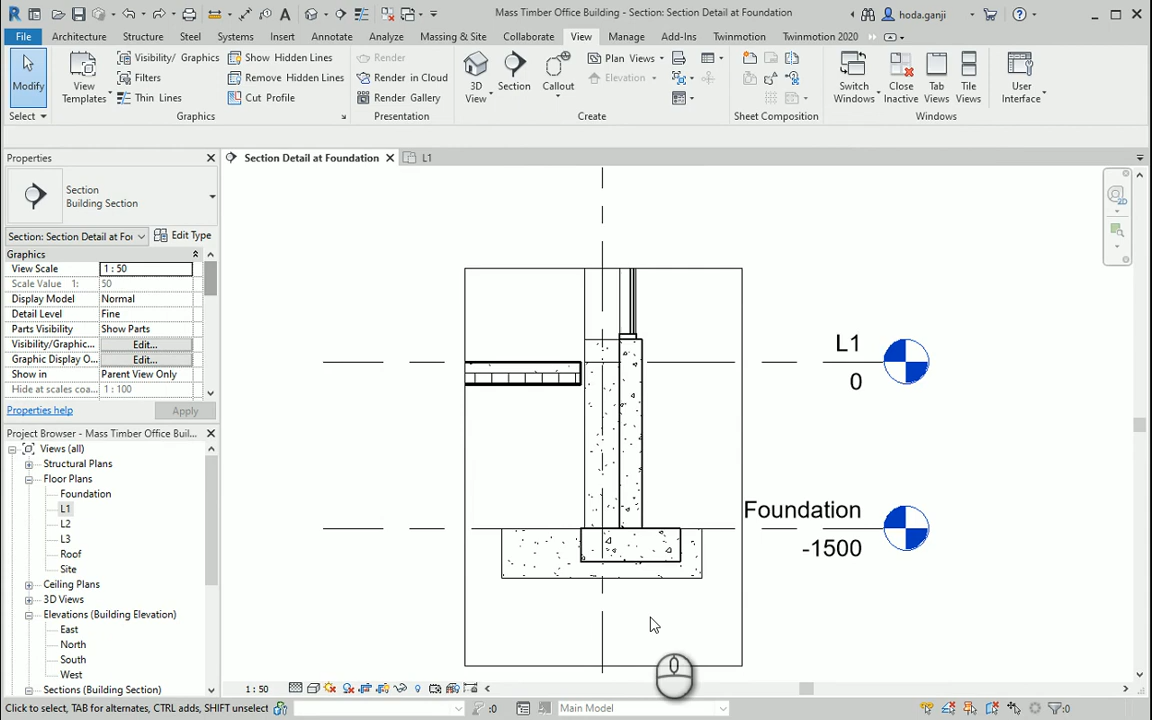 Mass Timber Office Building - Section: Section Detail at Foundation
hoda.ganji
File Architecture Structure Steel Systems Insert Annotate Analyze Massing & Site Collaborate View Manage Add-Ins Twinmotion Twinmotion 2020
Modify
Select
View
Templates
Visibility/ Graphics
Filters
Thin Lines
Show Hidden Lines
Remove Hidden Lines
Cut Profile
Graphics
Render
Render in Cloud
Render Gallery
Presentation
3D
View
Section
Callout
Plan Views
Elevation
Create
Sheet Composition
Switch
Windows
Close
Inactive
Tab
Views
Tile
Views
Windows
User
Interface
Properties
Section Detail at Foundation
L1
Section
Building Section
Section: Section Detail at Fou
Edit Type
Graphics
View Scale 1 : 50
Scale Value 1: 50
Display Model Normal
Detail Level Fine
Parts Visibility Show Parts
Visibility/Graphic... Edit...
Graphic Display O... Edit...
Show in Parent View Only
Hide at scales coa... 1 : 100
Properties help
Apply
Project Browser - Mass Timber Office Buil...
Views (all)
Structural Plans
Floor Plans
Foundation
L1
L2
L3
Roof
Site
Ceiling Plans
3D Views
Elevations (Building Elevation)
East
North
South
West
Sections (Building Section)
L1
0
Foundation
-1500
1 : 50
Click to select, TAB for alternates, CTRL adds, SHIFT unselect
:0
Main Model
:0